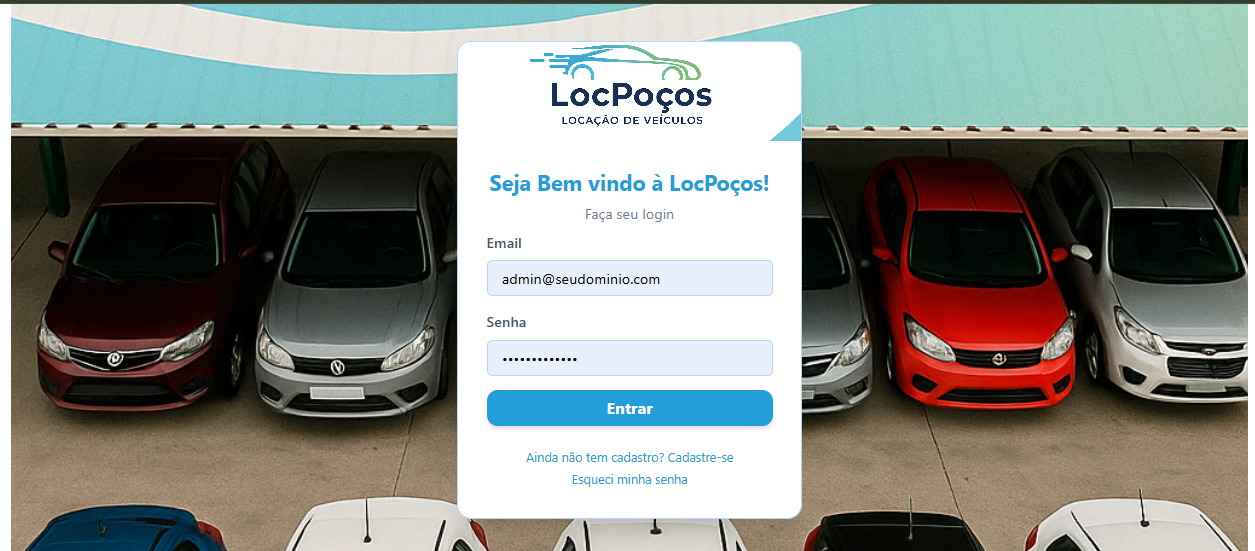 LocPoços
LOCAÇÃO DE VEÍCULOS
Seja Bem vindo à LocPoços!
Faça seu login
Email
admin@seudominio.com
Senha
•••••••••••••
Entrar
Ainda não tem cadastro? Cadastre-se
Esqueci minha senha